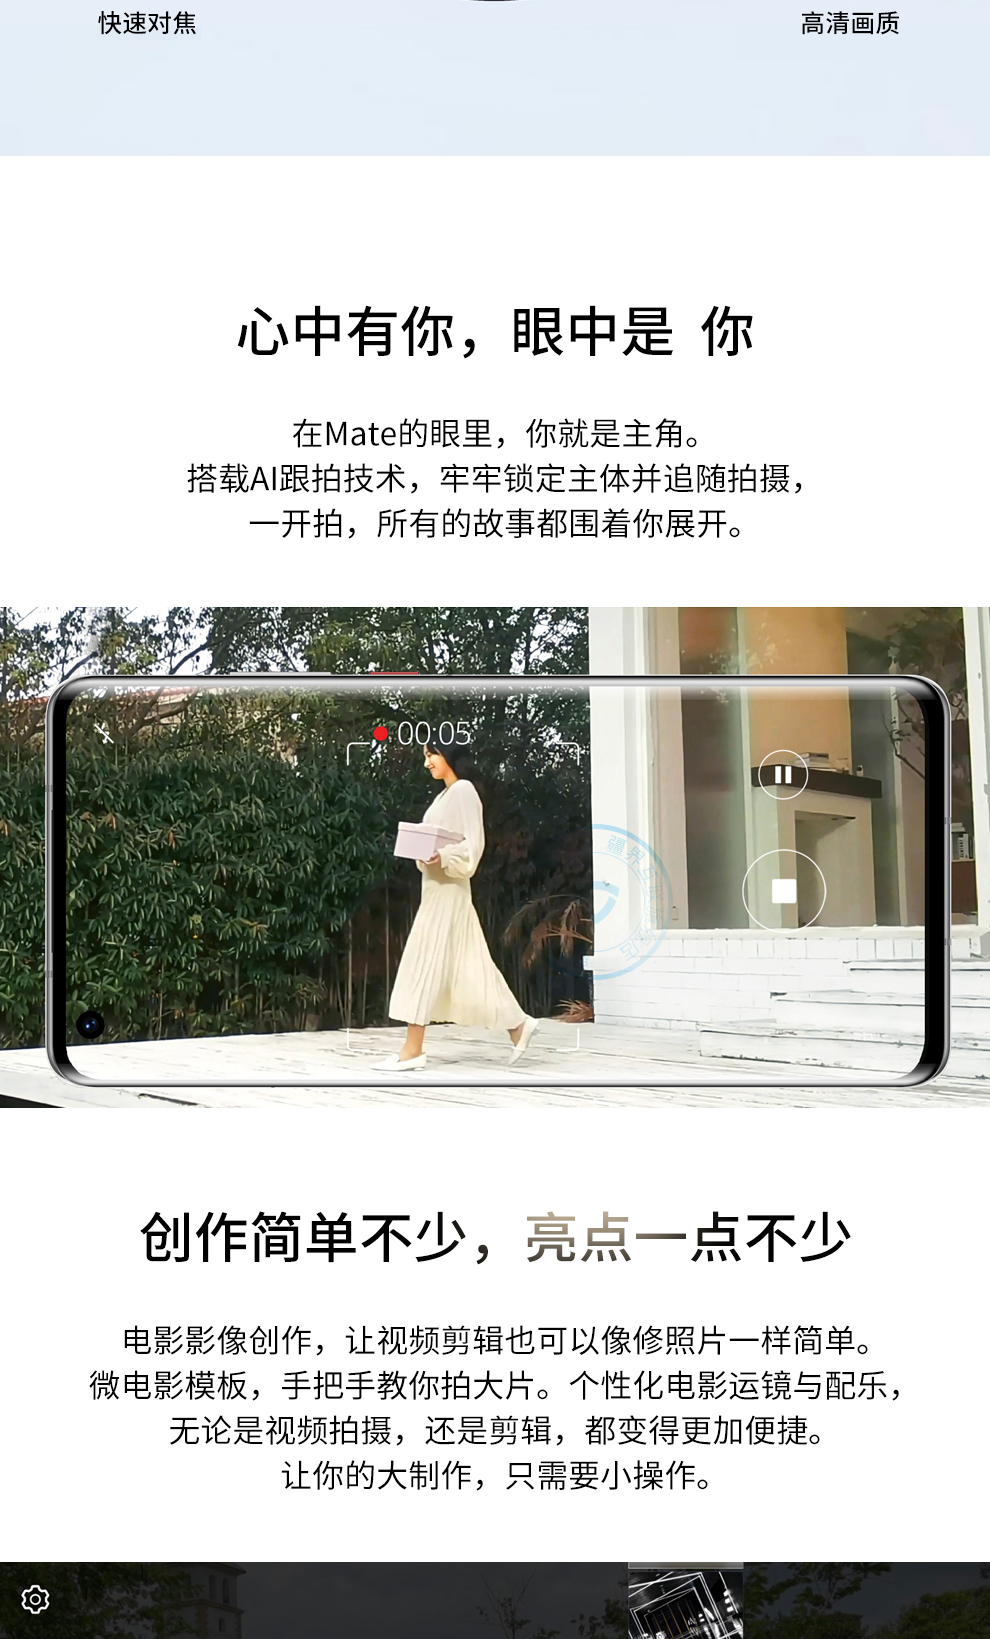 快速对焦
高清画质
心中有你，眼中是 你
在Mate的眼里，你就是主角。
搭载AI跟拍技术，牢牢锁定主体并追随拍摄，
一开拍，所有的故事都围着你展开。
00:05
创作简单不少，亮点一点不少
电影影像创作，让视频剪辑也可以像修照片一样简单。
微电影模板，手把手教你拍大片。个性化电影运镜与配乐，
无论是视频拍摄，还是剪辑，都变得更加便捷。
让你的大制作，只需要小操作。